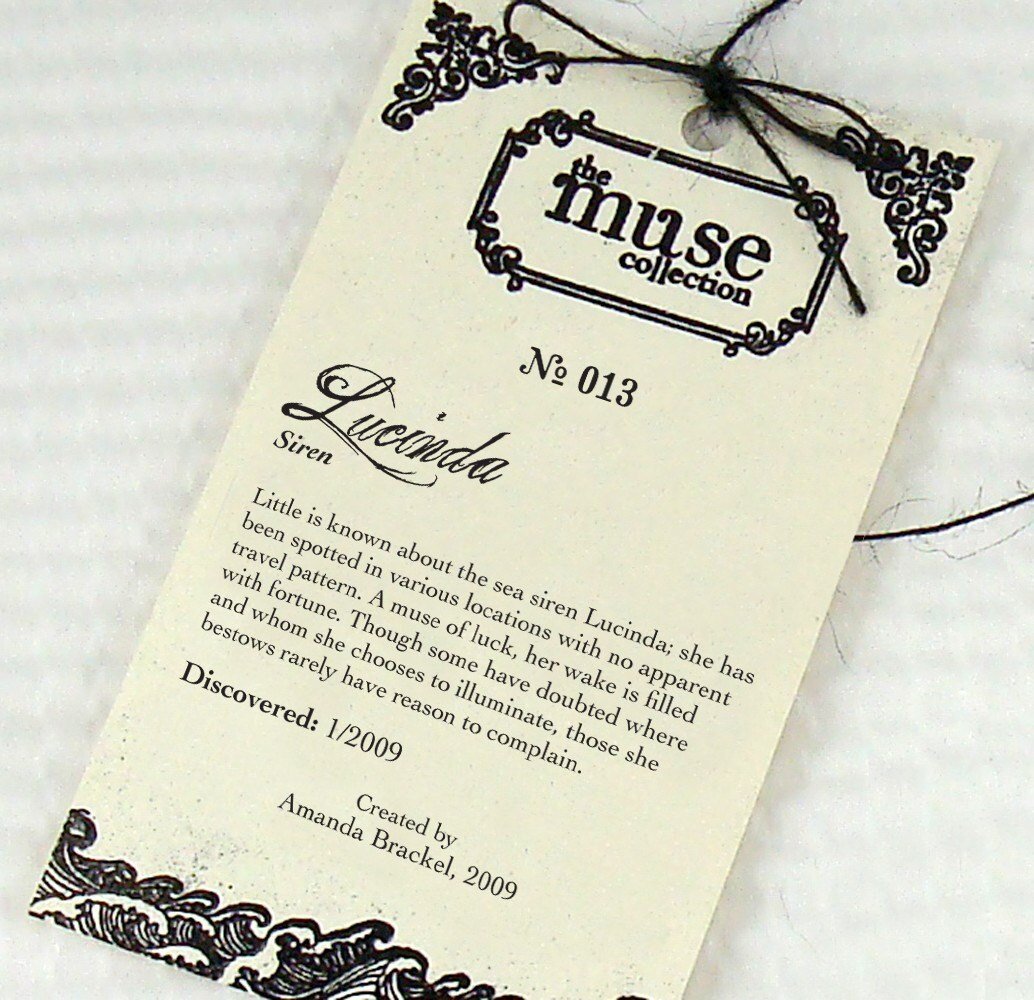 the
muse
collection
№ 013
Lucinda
Siren
Little is known about the sea siren Lucinda; she has
been spotted in various locations with no apparent
travel pattern. A muse of luck, her wake is filled
with fortune. Though some have doubted where
and whom she chooses to illuminate, those she
bestows rarely have reason to complain.
Discovered: 1/2009
Created by
Amanda Brackel, 2009